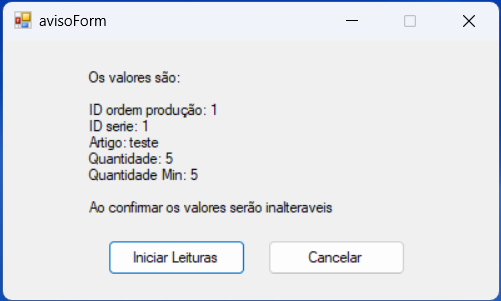 avisoForm
Os valores são:
ID ordem produção: 1
ID serie: 1
Artigo: teste
Quantidade: 5
Quantidade Min: 5
Ao confirmar os valores serão inalteraveis
Iniciar Leituras
Cancelar